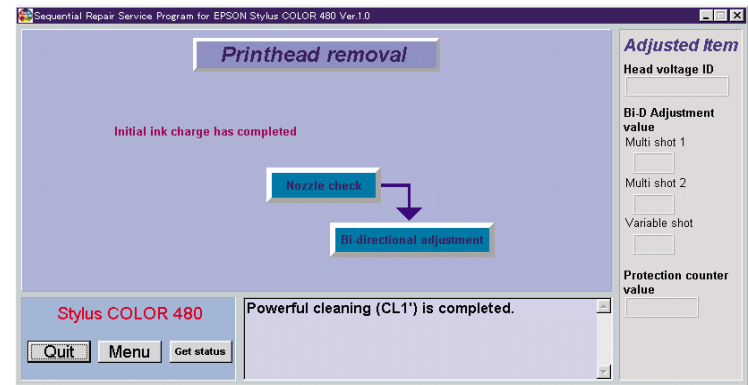 Sequential Repair Service Program for EPSON Stylus COLOR 480 Ver.1.0
Printhead removal
Initial ink charge has completed
Nozzle check
Bi-directional adjustment
Adjusted Item
Head voltage ID
Bi-D Adjustment
value
Multi shot 1
Multi shot 2
Variable shot
Protection counter
value
Stylus COLOR 480
Quit
Menu
Get status
Powerful cleaning (CL1') is completed.